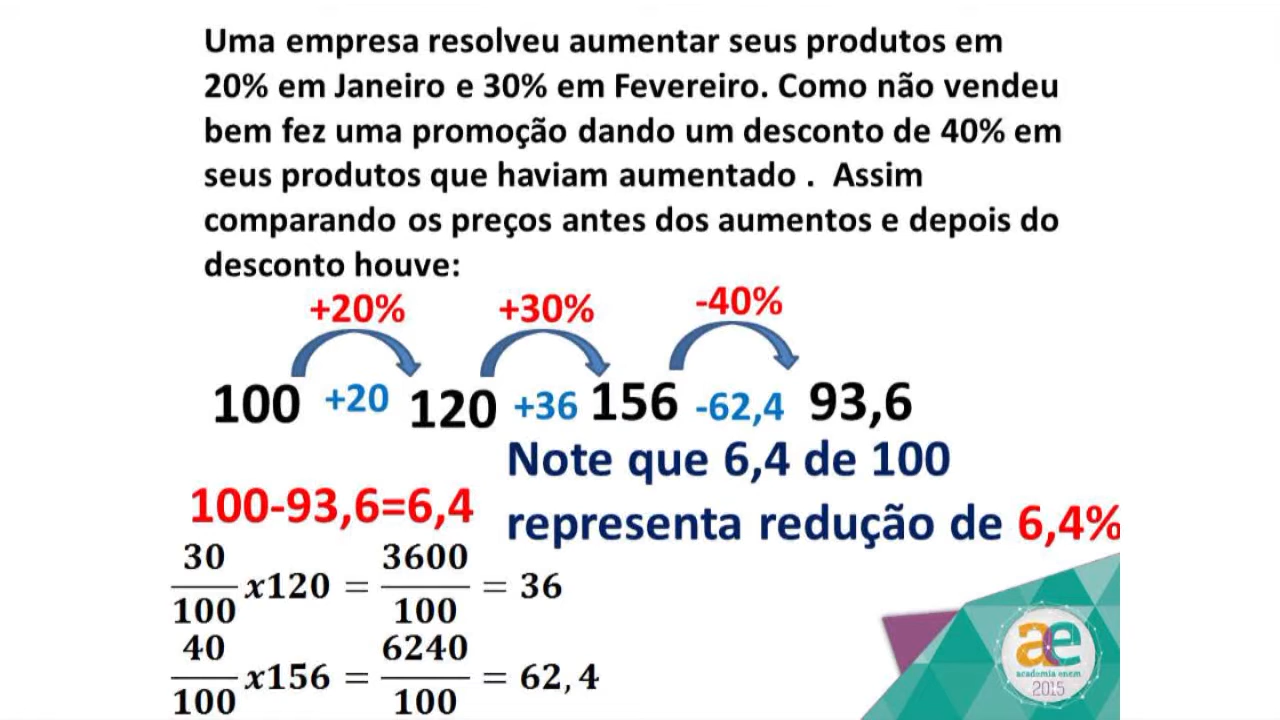 Uma empresa resolveu aumentar seus produtos em
20% em Janeiro e 30% em Fevereiro. Como não vendeu
bem fez uma promoção dando um desconto de 40% em
seus produtos que haviam aumentado . Assim
comparando os preços antes dos aumentos e depois do
desconto houve:
+20% +30% -40%
100 +20 120 +36 156 -62,4 93,6
Note que 6,4 de 100
representa redução de 6,4%
100-93,6=6,4
30/100 x120 = 3600/100 = 36
40/100 x156 = 6240/100 = 62,4
ae
academia enem
2015